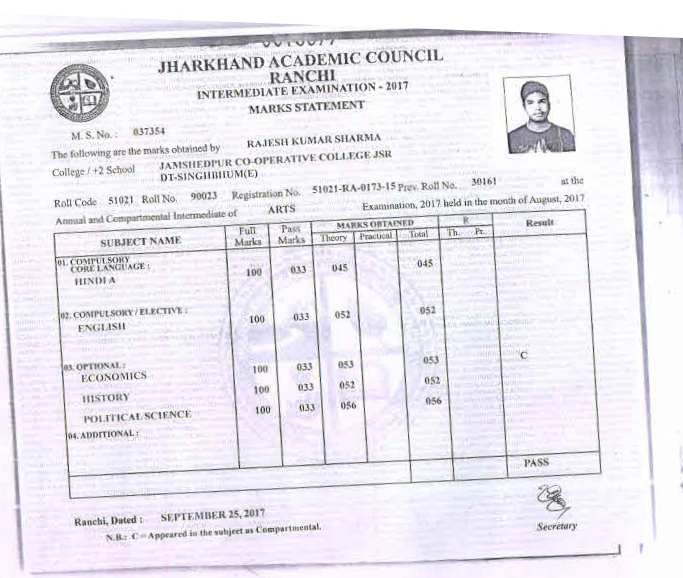 JHARKHAND ACADEMIC COUNCIL
RANCHI
INTERMEDIATE EXAMINATION - 2017
MARKS STATEMENT
M. S. No. : 037354
The following are the marks obtained by RAJESH KUMAR SHARMA
College / +2 School JAMSHEDPUR CO-OPERATIVE COLLEGE JSR
DT-SINGHBHUM(E)
Roll Code 51021 Roll No. 90023 Registration No. 51021-RA-0173-15 Prev. Roll No. 30161 at the
Annual and Compartmental Intermediate of ARTS Examination, 2017 held in the month of August, 2017
SUBJECT NAME Full Marks Pass Marks MARKS OBTAINED R Result
Theory Practical Total Th. Pr.
01. COMPULSORY
CORE LANGUAGE :
HINDI A 100 033 045 045
02. COMPULSORY / ELECTIVE :
ENGLISH 100 033 052 052
03. OPTIONAL :
ECONOMICS 100 033 053 053 C
HISTORY 100 033 052 052
POLITICAL SCIENCE 100 033 056 056
04. ADDITIONAL :
PASS
Ranchi, Dated : SEPTEMBER 25, 2017
N.B.: C = Appeared in the subject as Compartmental.
Secretary